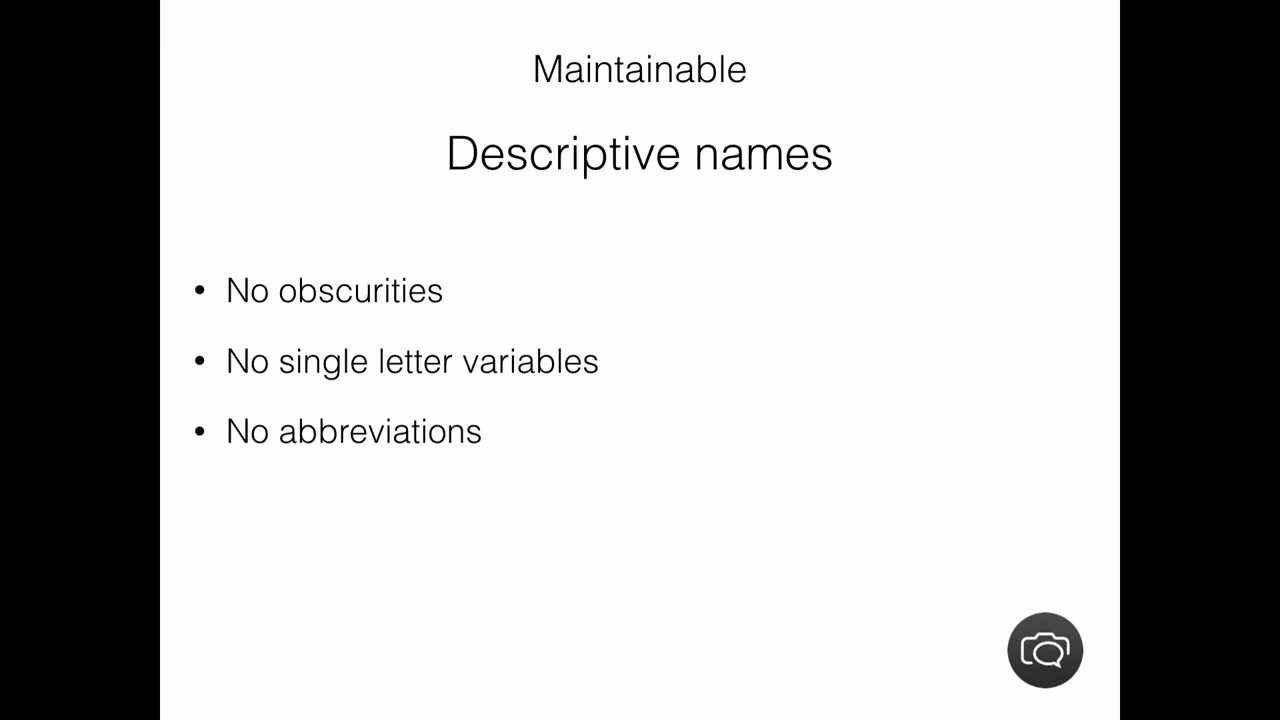 Maintainable
Descriptive names
• No obscurities
• No single letter variables
• No abbreviations